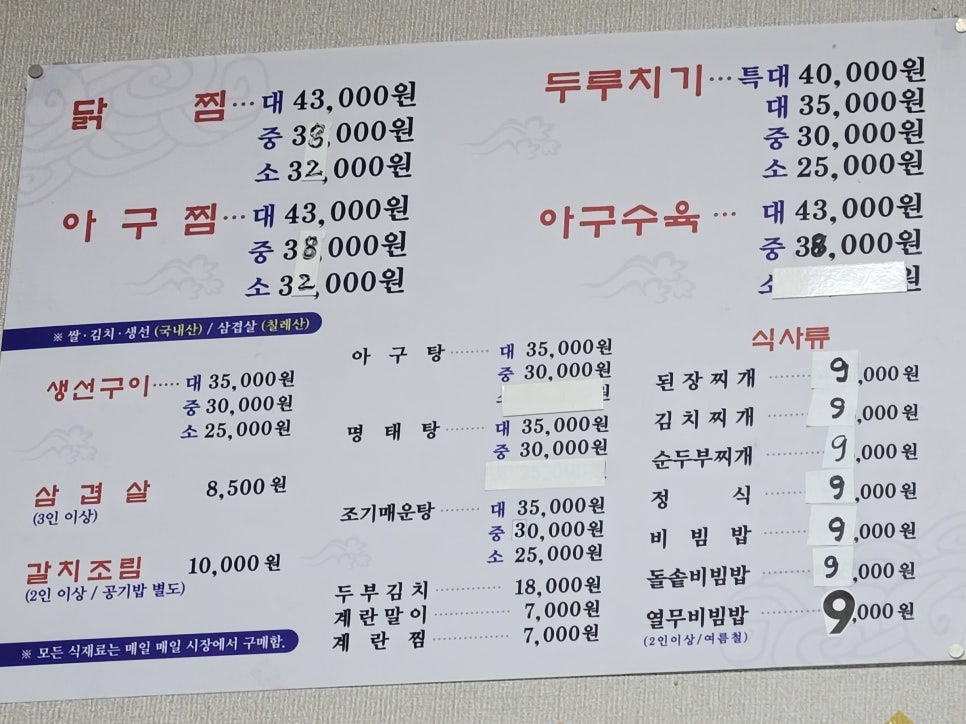 닭 찜 ··· 대 43,000원
중 38,000원
소 32,000원
아 구 찜 ··· 대 43,000원
중 38,000원
소 32,000원
두루치기 ··· 특대 40,000원
대 35,000원
중 30,000원
소 25,000원
아구수육 ··· 대 43,000원
중 38,000원
소 원
※ 쌀·김치·생선 (국내산) / 삼겹살 (칠레산)
생선구이 ····· 대 35,000원
중 30,000원
소 25,000원
삼 겹 살 8,500원
(3인 이상)
갈치조림 10,000원
(2인 이상 / 공기밥 별도)
※ 모든 식재료는 매일 매일 시장에서 구매함.
아 구 탕 ········ 대 35,000원
중 30,000원
명 태 탕 ········ 대 35,000원
중 30,000원
조기매운탕 ········ 대 35,000원
중 30,000원
소 25,000원
두부김치 ··············· 18,000원
계란말이 ··············· 7,000원
계 란 찜 ··············· 7,000원
식사류
된장찌개 ········ 9,000원
김치찌개 ········ 9,000원
순두부찌개 ········ 9,000원
정 식 ········ 9,000원
비 빔 밥 ········ 9,000원
돌솥비빔밥 ········ 9,000원
열무비빔밥 ········ 9,000원
(2인이상/여름철)